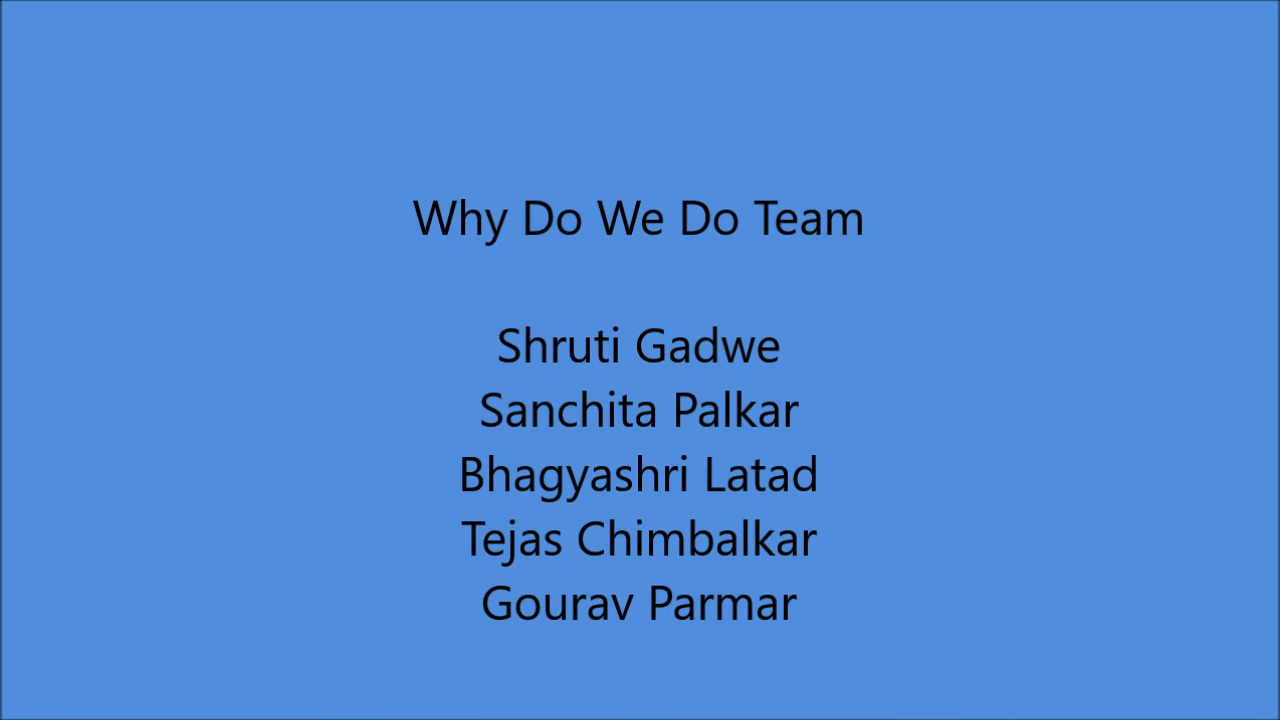 Why Do We Do Team
Shruti Gadwe
Sanchita Palkar
Bhagyashri Latad
Tejas Chimbalkar
Gourav Parmar